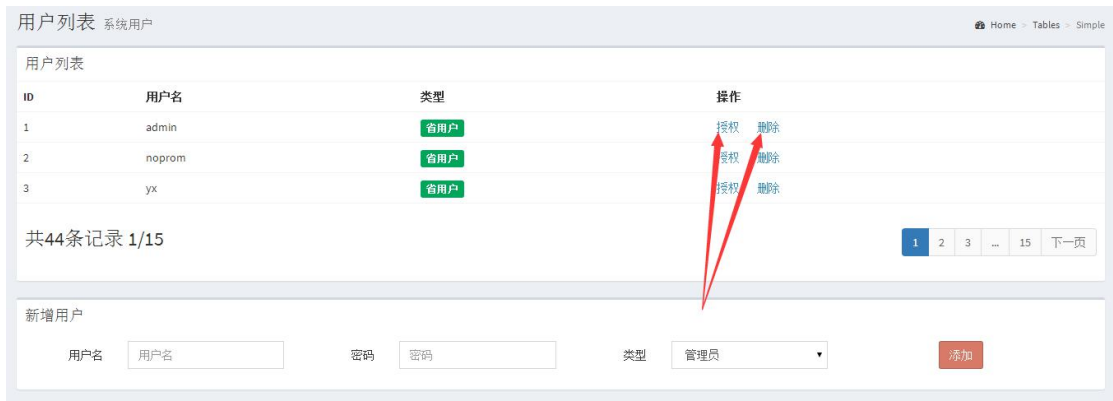 用户列表 系统用户 Home > Tables > Simple
用户列表
ID 用户名 类型 操作
1 admin 省用户 授权 删除
2 noprom 省用户 授权 删除
3 yx 省用户 授权 删除
共44条记录 1/15 1 2 3 ... 15 下一页
新增用户
用户名 用户名 密码 密码 类型 管理员 添加